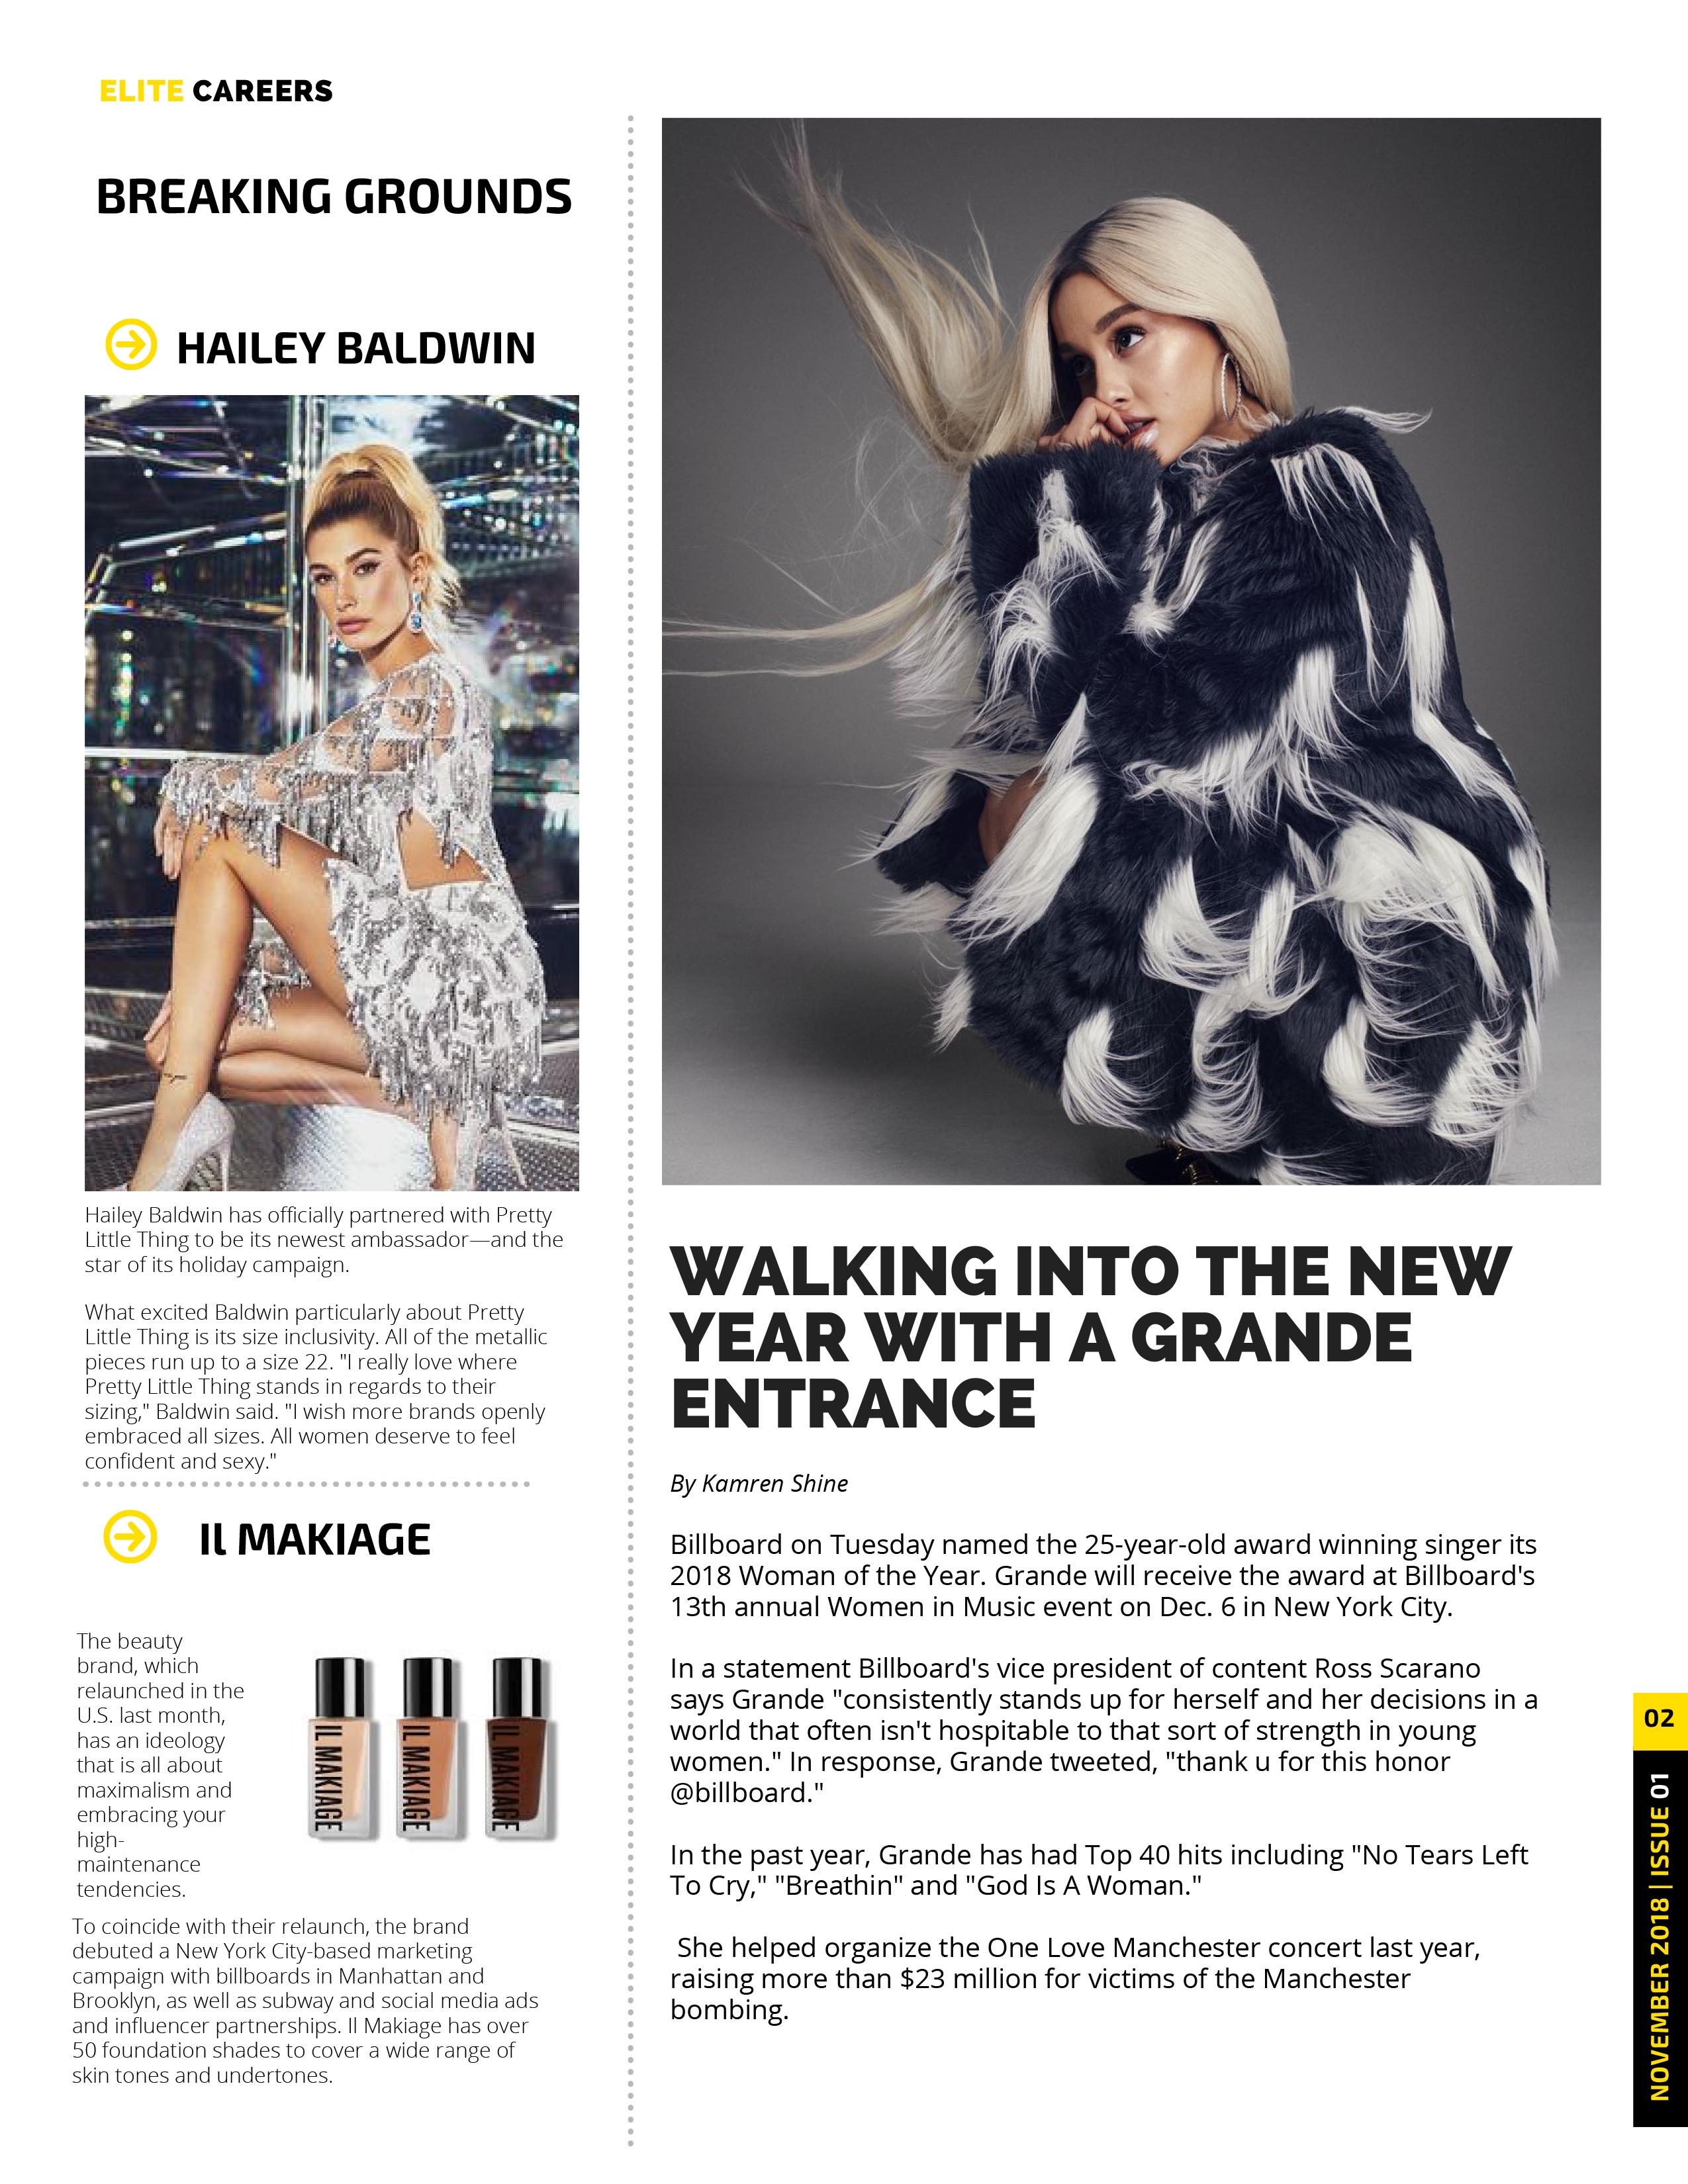 ELITE CAREERS
BREAKING GROUNDS
HAILEY BALDWIN
Hailey Baldwin has officially partnered with Pretty
Little Thing to be its newest ambassador—and the
star of its holiday campaign.
What excited Baldwin particularly about Pretty
Little Thing is its size inclusivity. All of the metallic
pieces run up to a size 22. "I really love where
Pretty Little Thing stands in regards to their
sizing," Baldwin said. "I wish more brands openly
embraced all sizes. All women deserve to feel
confident and sexy."
Il MAKIAGE
The beauty
brand, which
relaunched in the
U.S. last month,
has an ideology
that is all about
maximalism and
embracing your
high-
maintenance
tendencies.
IL MAKIAGE
IL MAKIAGE
IL MAKIAGE
To coincide with their relaunch, the brand
debuted a New York City-based marketing
campaign with billboards in Manhattan and
Brooklyn, as well as subway and social media ads
and influencer partnerships. Il Makiage has over
50 foundation shades to cover a wide range of
skin tones and undertones.
WALKING INTO THE NEW
YEAR WITH A GRANDE
ENTRANCE
By Kamren Shine
Billboard on Tuesday named the 25-year-old award winning singer its
2018 Woman of the Year. Grande will receive the award at Billboard's
13th annual Women in Music event on Dec. 6 in New York City.
In a statement Billboard's vice president of content Ross Scarano
says Grande "consistently stands up for herself and her decisions in a
world that often isn't hospitable to that sort of strength in young
women." In response, Grande tweeted, "thank u for this honor
@billboard."
In the past year, Grande has had Top 40 hits including "No Tears Left
To Cry," "Breathin" and "God Is A Woman."
She helped organize the One Love Manchester concert last year,
raising more than $23 million for victims of the Manchester
bombing.
02
NOVEMBER 2018 | ISSUE 01